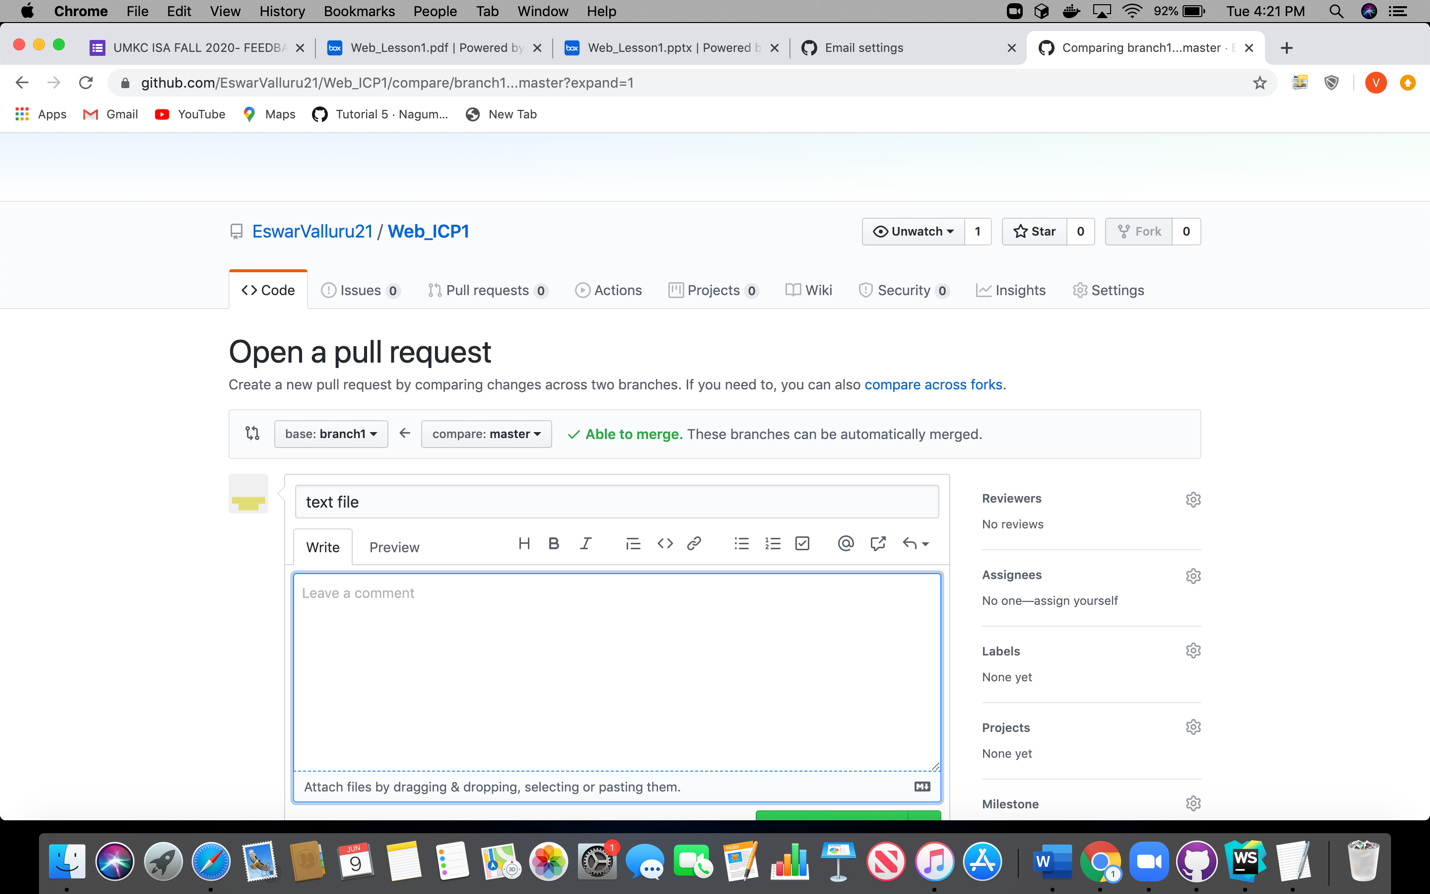 Chrome File Edit View History Bookmarks People Tab Window Help 92% Tue 4:21 PM
UMKC ISA FALL 2020- FEEDBA Web_Lesson1.pdf | Powered by Web_Lesson1.pptx | Powered b Email settings Comparing branch1...master ·
github.com/EswarValluru21/Web_ICP1/compare/branch1...master?expand=1 V
Apps Gmail YouTube Maps Tutorial 5 · Nagum... New Tab
EswarValluru21 / Web_ICP1 Unwatch 1 Star 0 Fork 0
Code Issues 0 Pull requests 0 Actions Projects 0 Wiki Security 0 Insights Settings
Open a pull request
Create a new pull request by comparing changes across two branches. If you need to, you can also compare across forks.
base: branch1 compare: master Able to merge. These branches can be automatically merged.
text file
Write Preview H B I
Leave a comment
Attach files by dragging & dropping, selecting or pasting them.
Reviewers
No reviews
Assignees
No one—assign yourself
Labels
None yet
Projects
None yet
Milestone
JUN
9
3D
1
W
1
WS